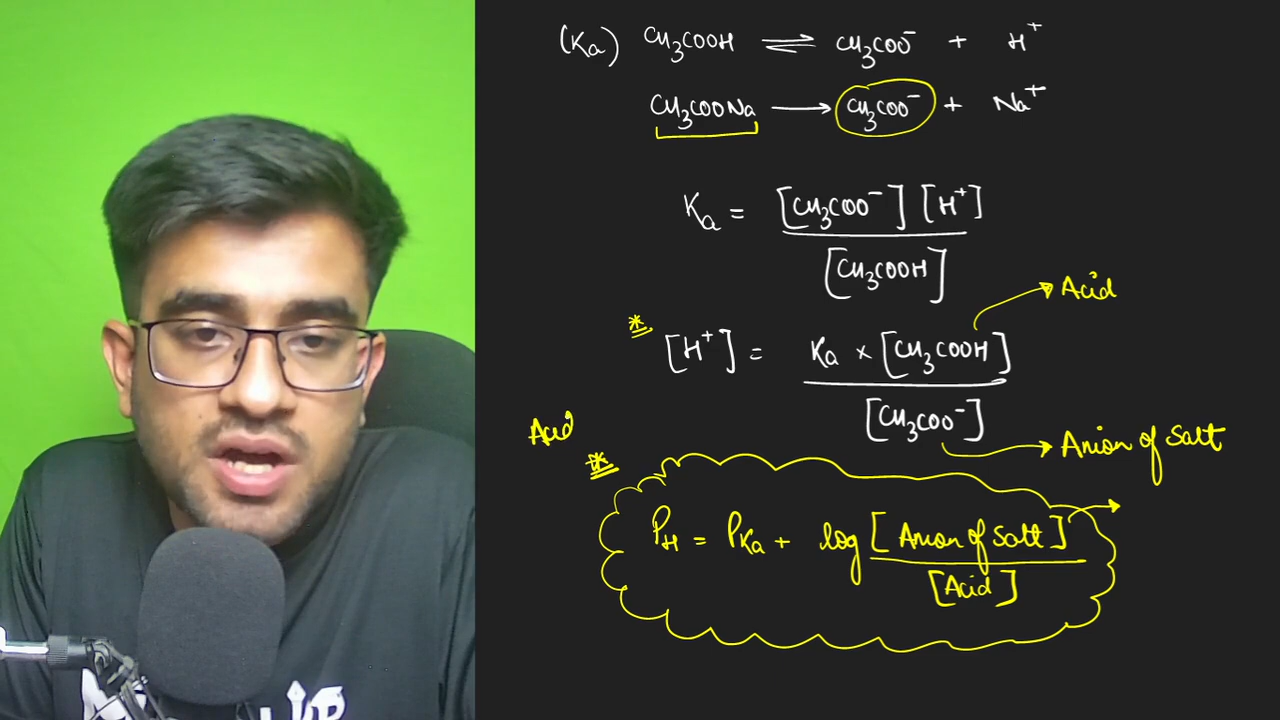 (Ka) CH3COOH ⇌ CH3COO⁻ + H⁺
CH3COONa ⟶ CH3COO⁻ + Na⁺
Ka = [CH3COO⁻] [H⁺]
[CH3COOH]
Acid
* [H⁺] = Ka × [CH3COOH]
[CH3COO⁻]
Anion of Salt
Acid
*
PH = PKa + log [Anion of Salt]
[Acid]